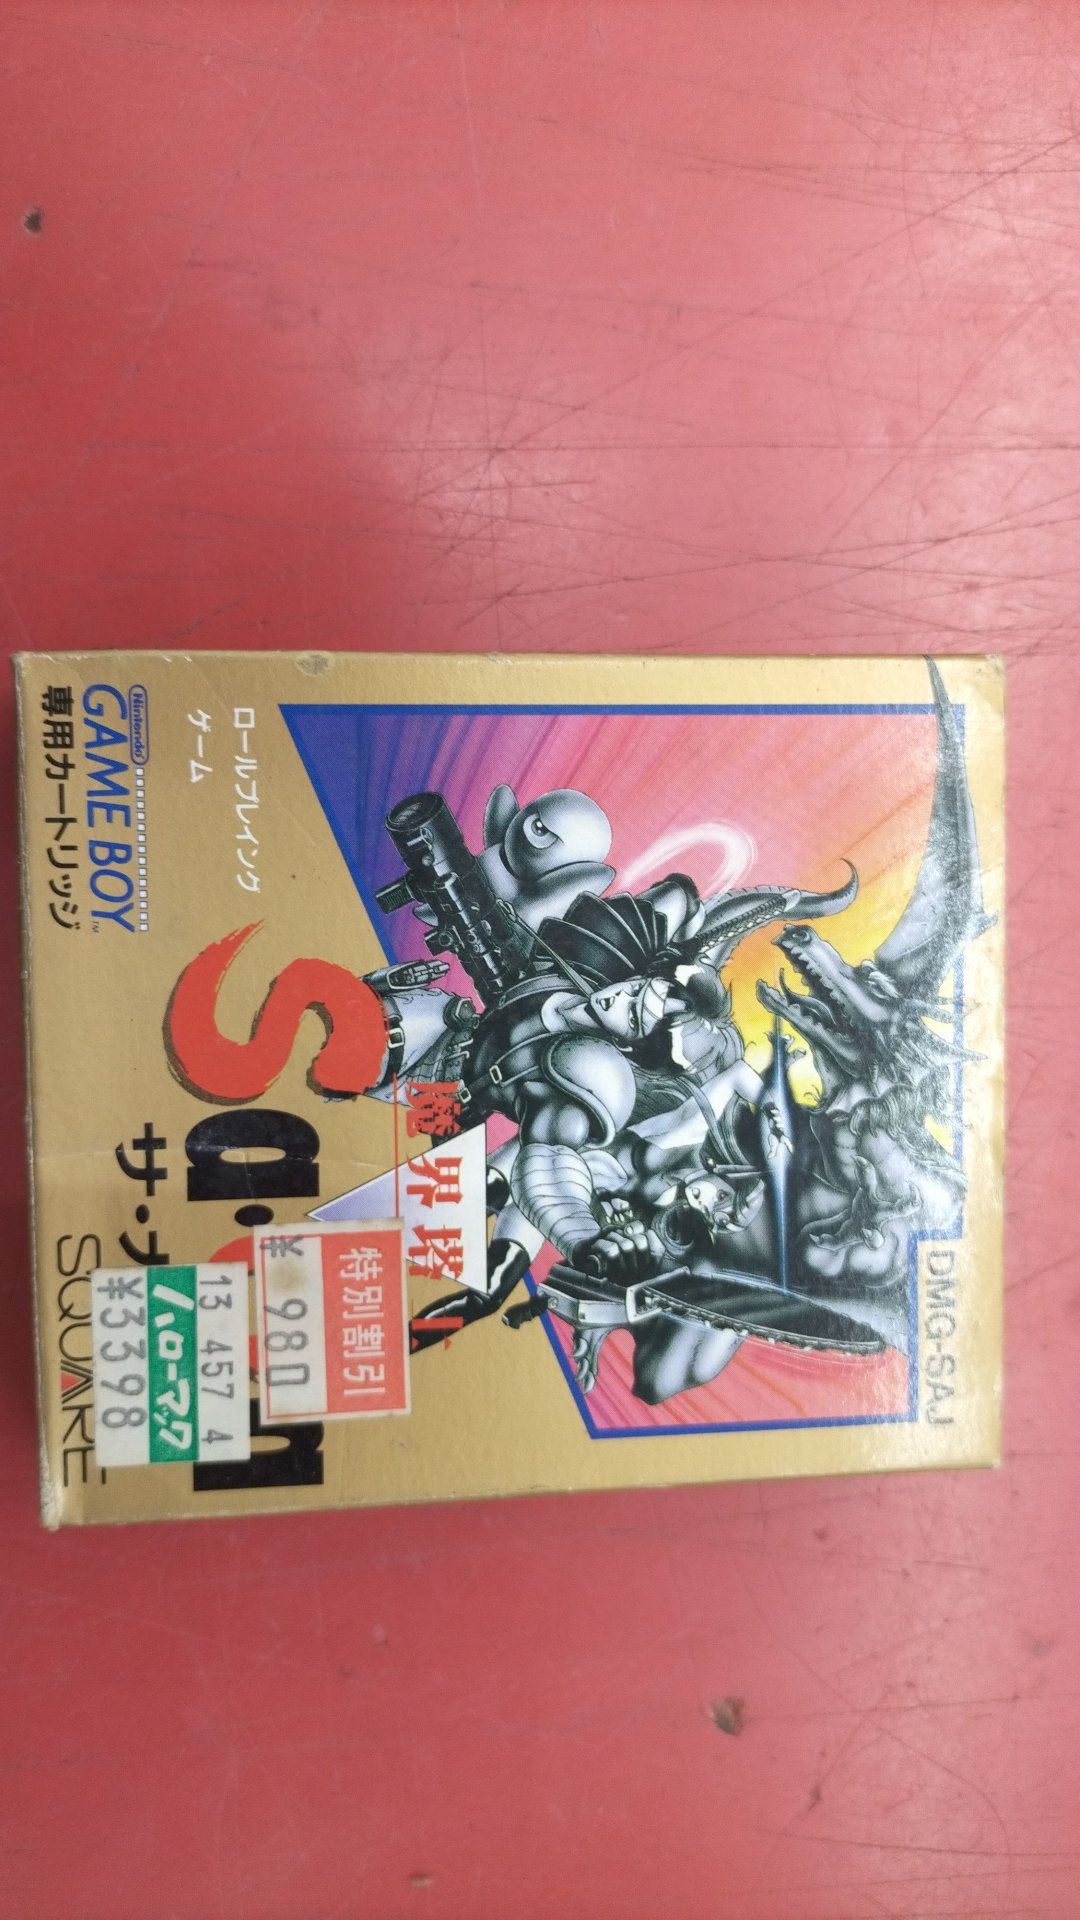 DMG-SAJ
魔界塔士
Sa・
サ・
ロールプレイング
ゲーム
Nintendo
GAME BOY™
専用カートリッジ
SQUARE
特別割引
¥ 980
13 457 4
ハローマック
¥3398